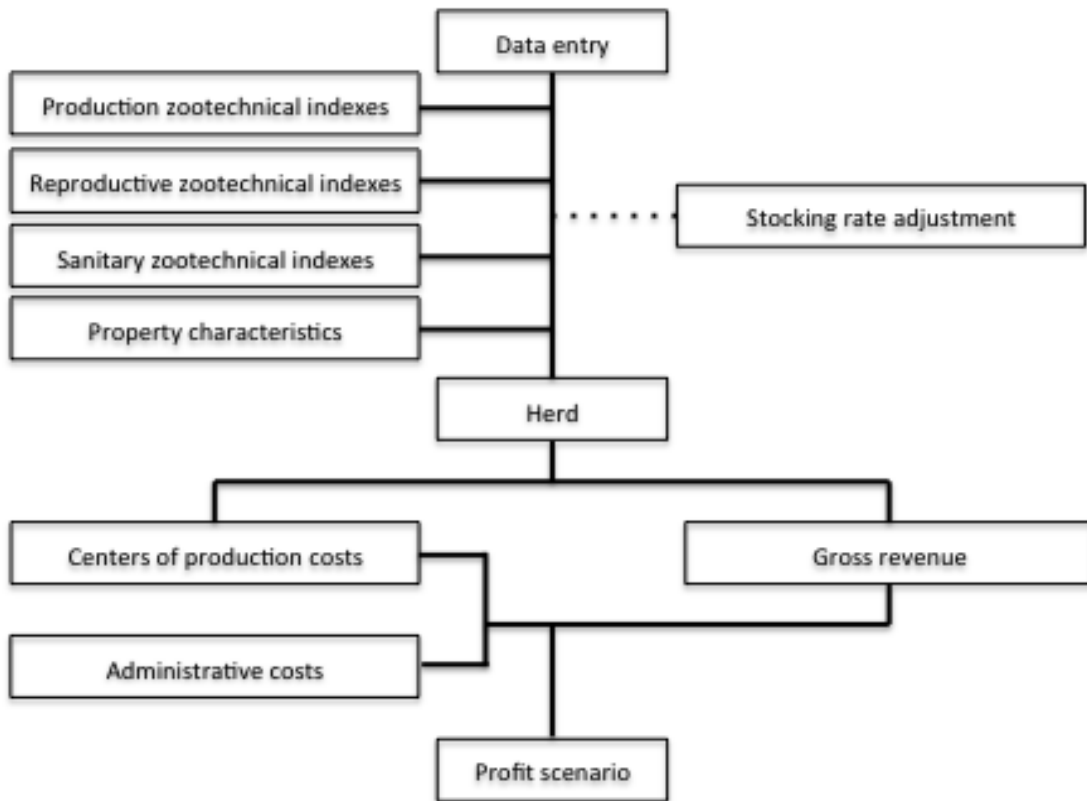 Data entry
Production zootechnical indexes
Reproductive zootechnical indexes
Stocking rate adjustment
Sanitary zootechnical indexes
Property characteristics
Herd
Centers of production costs
Gross revenue
Administrative costs
Profit scenario